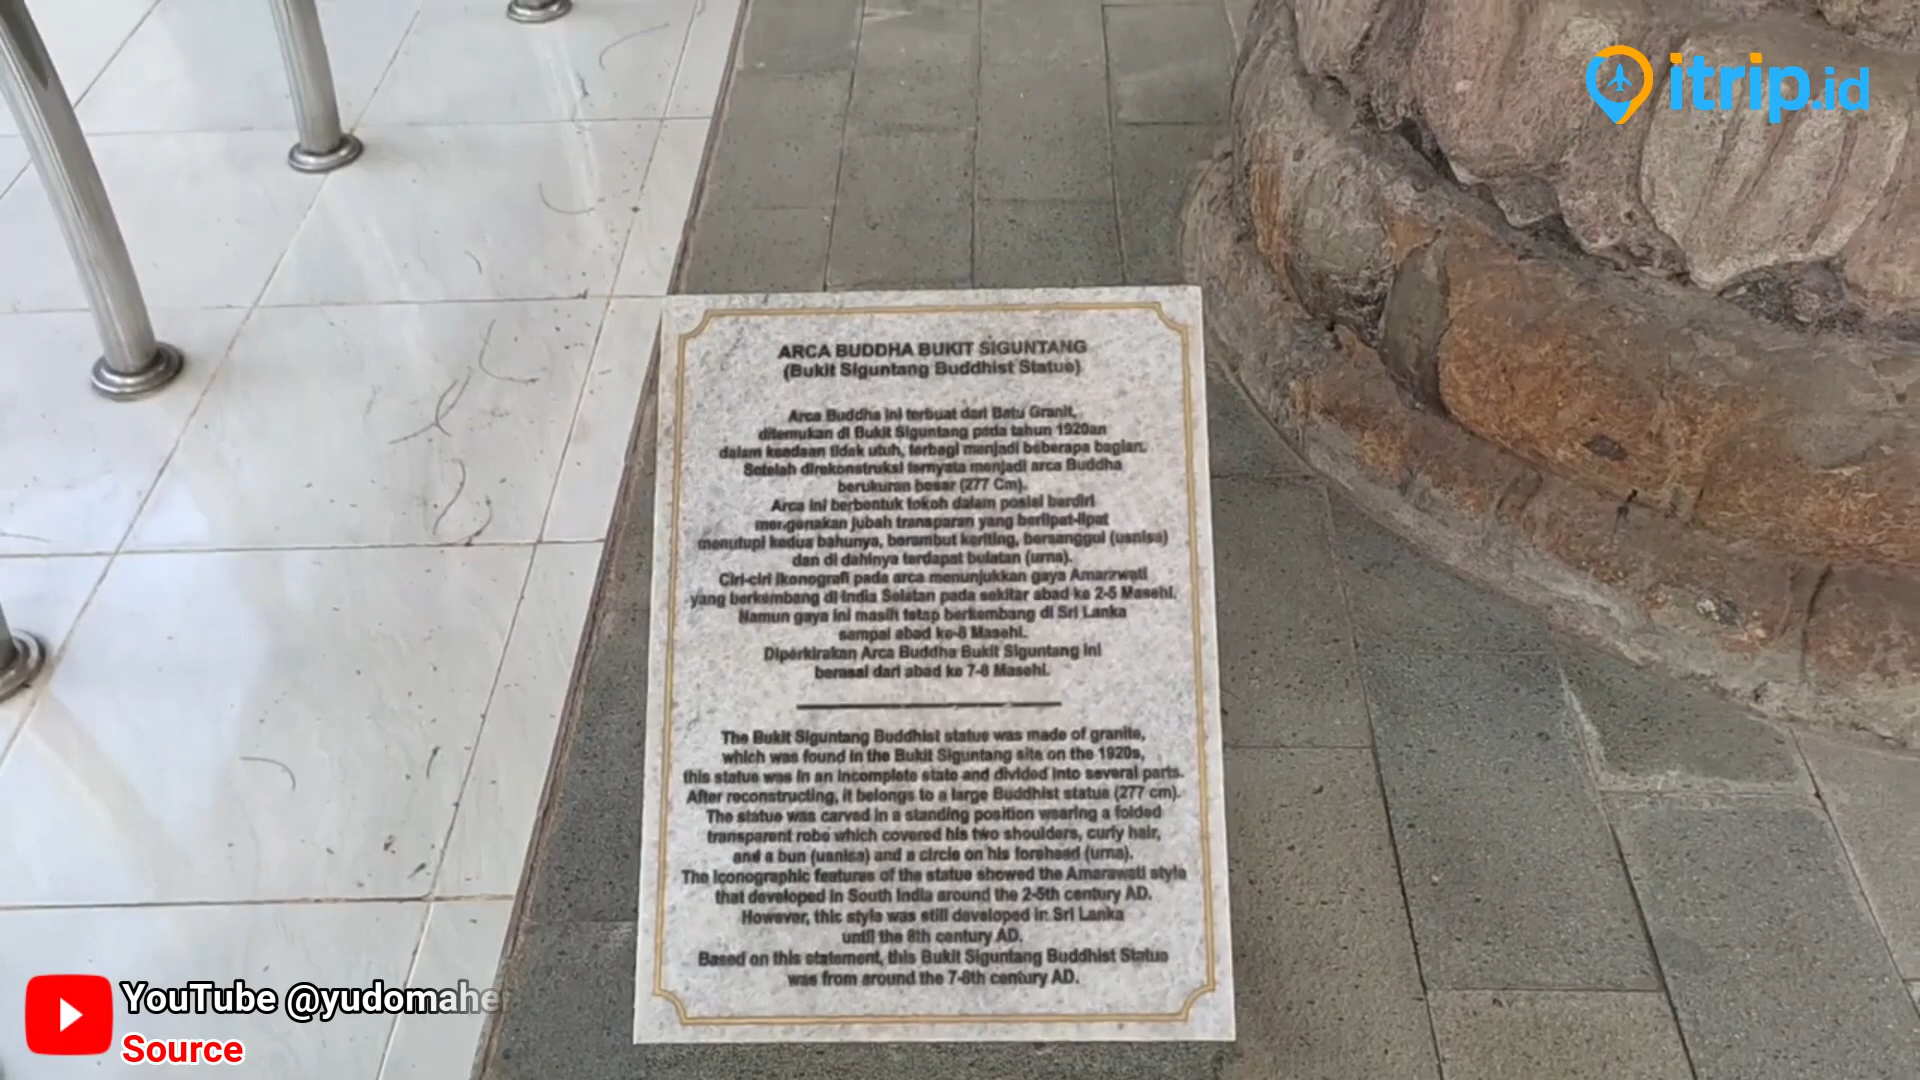 itrip.id
ARCA BUDDHA BUKIT SIGUNTANG
(Bukit Siguntang Buddhist Statue)
Arca Buddha ini terbuat dari Batu Granit,
ditemukan di Bukit Siguntang pada tahun 1920an
dalam keadaan tidak utuh, terbagi menjadi beberapa bagian.
Setelah direkonstruksi ternyata menjadi arca Buddha
berukuran besar (277 Cm).
Arca ini berbentuk tokoh dalam posisi berdiri
mengenakan jubah transparan yang berlipat-lipat
menutupi kedua bahunya, berambut keriting, bersanggul (usnisa)
dan di dahinya terdapat bulatan (urna).
Ciri-ciri ikonografi pada arca menunjukkan gaya Amarawati
yang berkembang di India Selatan pada sekitar abad ke 2-5 Masehi.
Namun gaya ini masih tetap berkembang di Sri Lanka
sampai abad ke-8 Masehi.
Diperkirakan Arca Buddha Bukit Siguntang ini
berasal dari abad ke 7-8 Masehi.
The Bukit Siguntang Buddhist statue was made of granite,
which was found in the Bukit Siguntang site on the 1920s,
this statue was in an incomplete state and divided into several parts.
After reconstructing, it belongs to a large Buddhist statue (277 cm).
The statue was carved in a standing position wearing a folded
transparent robe which covered his two shoulders, curly hair,
and a bun (usnisa) and a circle on his forehead (urna).
The iconographic features of the statue showed the Amarawati style
that developed in South India around the 2-5th century AD.
However, this style was still developed in Sri Lanka
until the 8th century AD.
Based on this statement, this Bukit Siguntang Buddhist Statue
was from around the 7-8th century AD.
YouTube @yudomaher
Source